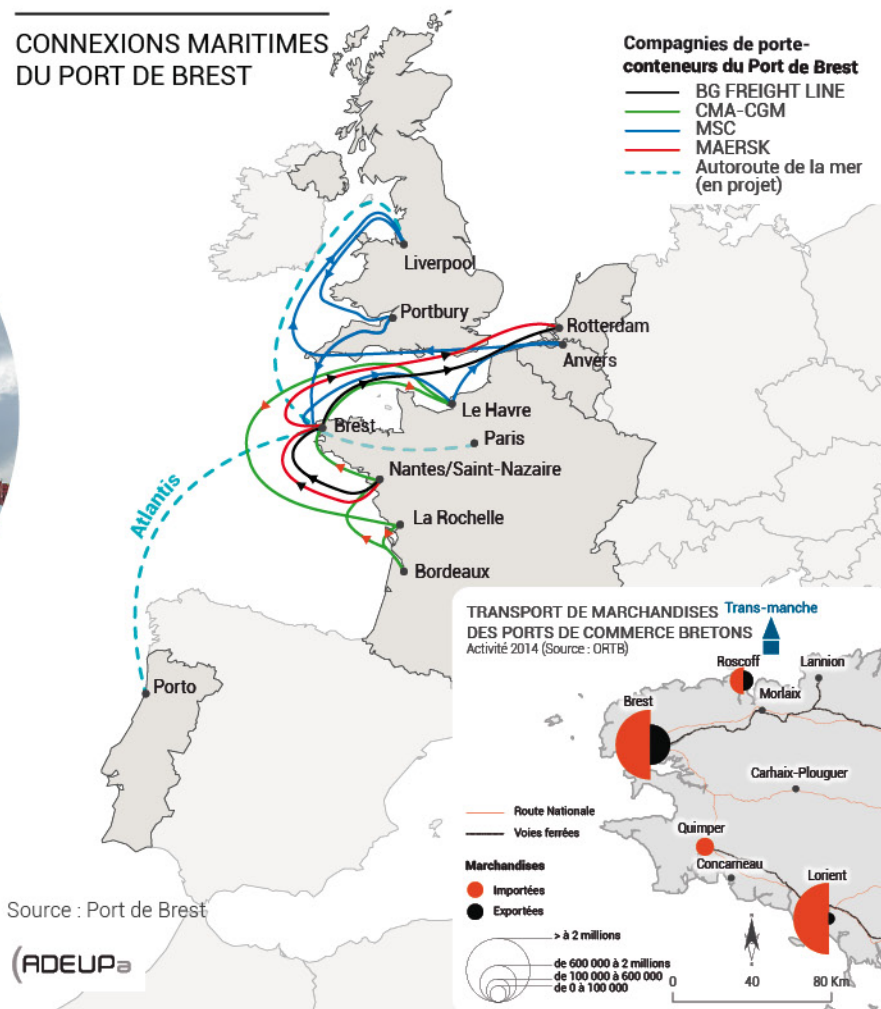 CONNEXIONS MARITIMES
DU PORT DE BREST
Compagnies de porte-
conteneurs du Port de Brest
BG FREIGHT LINE
CMA-CGM
MSC
MAERSK
Autoroute de la mer
(en projet)
Liverpool
Portbury
Rotterdam
Anvers
Le Havre
Brest
Paris
Nantes/Saint-Nazaire
La Rochelle
Bordeaux
Atlantis
Porto
TRANSPORT DE MARCHANDISES
DES PORTS DE COMMERCE BRETONS
Activité 2014 (Source : ORTB)
Trans-manche
Roscoff
Lannion
Morlaix
Brest
Carhaix-Plouguer
Route Nationale
Voies ferrées
Quimper
Concarneau
Lorient
Marchandises
Importées
Exportées
> à 2 millions
de 600 000 à 2 millions
de 100 000 à 600 000
de 0 à 100 000
N
S
0 40 80 Km
Source : Port de Brest
ADEUPa